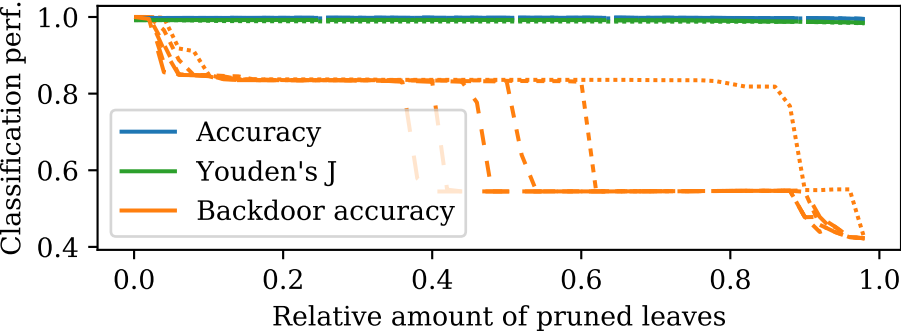 Classification perf.
1.0
0.8
0.6
0.4
Accuracy
Youden's J
Backdoor accuracy
0.0 0.2 0.4 0.6 0.8 1.0
Relative amount of pruned leaves